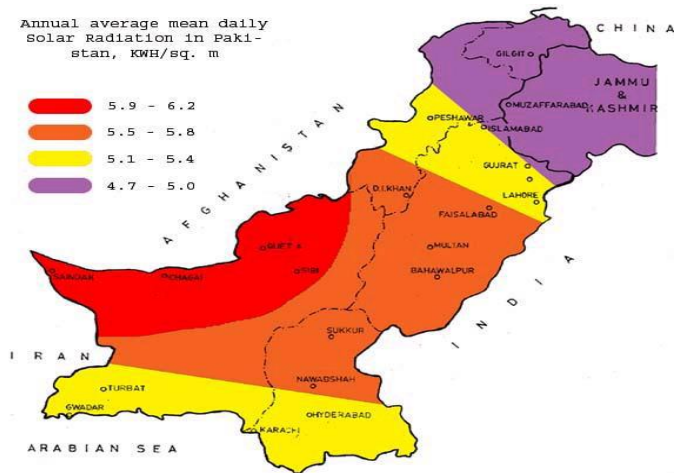 Annual average mean daily
Solar Radiation in Paki-
stan, KWH/sq. m
5.9 - 6.2
5.5 - 5.8
5.1 - 5.4
4.7 - 5.0
CHINA
GILGIT
JAMMU
&
KASHMIR
MUZAFFARABAD
PESHAWAR
ISLAMABAD
AFGHANISTAN
GUJRAT
D.I.KHAN
LAHORE
FAISALABAD
QUETTA
MULTAN
SIBI
SAINDAK
CHAGAI
BAHAWALPUR
INDIA
SUKKUR
IRAN
NAWABSHAH
TURBAT
GWADAR
HYDERABAD
KARACHI
ARABIAN SEA